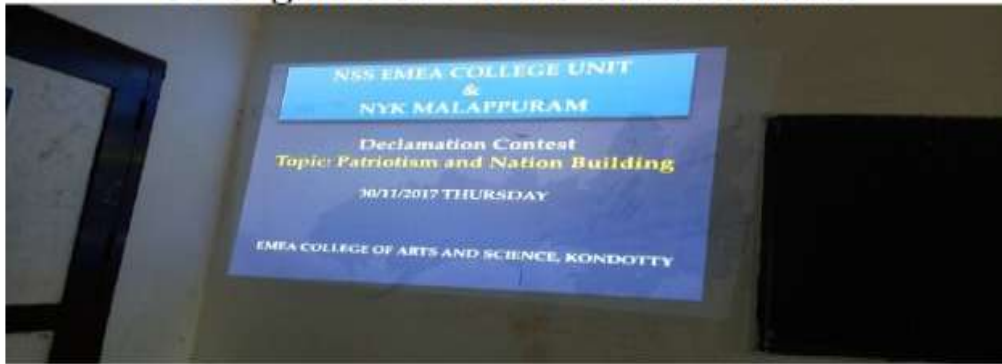 NSS EMEA COLLEGE UNIT
&
NYK MALAPPURAM
Declamation Contest
Topic: Patriotism and Nation Building
30/11/2017 THURSDAY
EMEA COLLEGE OF ARTS AND SCIENCE, KONDOTTY